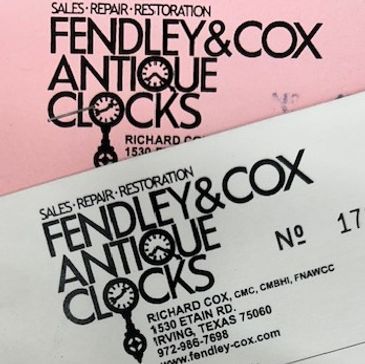 SALES · REPAIR · RESTORATION
FENDLEY & COX
ANTIQUE
CLOCKS
RICHARD COX
1530
SALES · REPAIR · RESTORATION
FENDLEY & COX
ANTIQUE
CLOCKS
Nº 17
RICHARD COX, CMC, CMBHI, FNAWCC
1530 ETAIN RD.
IRVING, TEXAS 75060
972-986-7698
www.fendley-cox.com